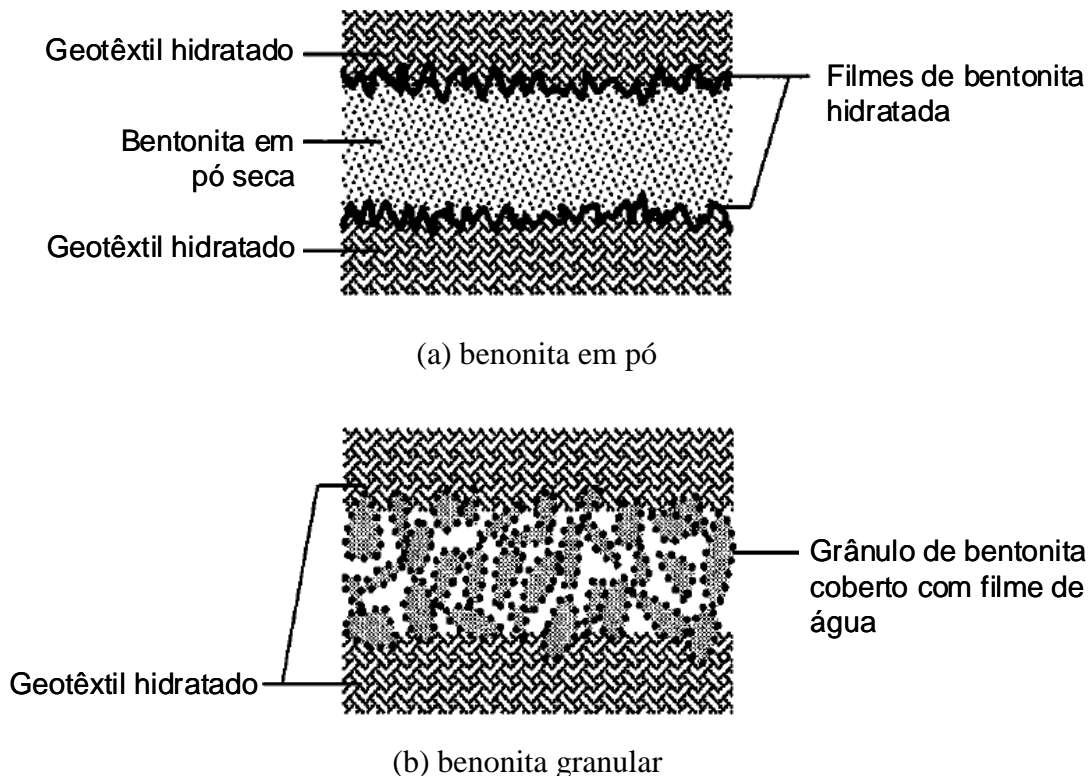 Geotêxtil hidratado
Bentonita em
pó seca
Geotêxtil hidratado
Filmes de bentonita
hidratada
(a) benonita em pó
Grânulo de bentonita
coberto com filme de
água
Geotêxtil hidratado
(b) benonita granular